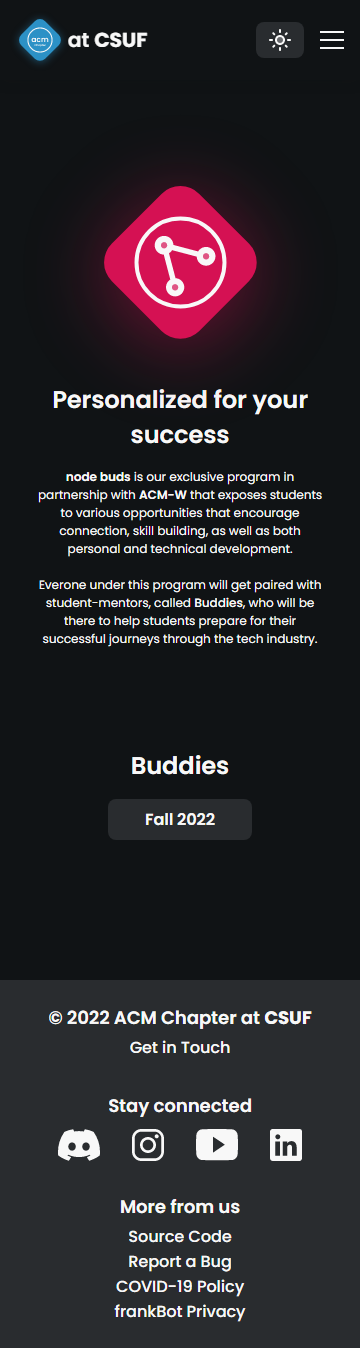 acm
at CSUF
Personalized for your
success
node buds is our exclusive program in
partnership with ACM-W that exposes students
to various opportunities that encourage
connection, skill building, as well as both
personal and technical development.
Everone under this program will get paired with
student-mentors, called Buddies, who will be
there to help students prepare for their
successful journeys through the tech industry.
Buddies
Fall 2022
© 2022 ACM Chapter at CSUF
Get in Touch
Stay connected
in
More from us
Source Code
Report a Bug
COVID-19 Policy
frankBot Privacy